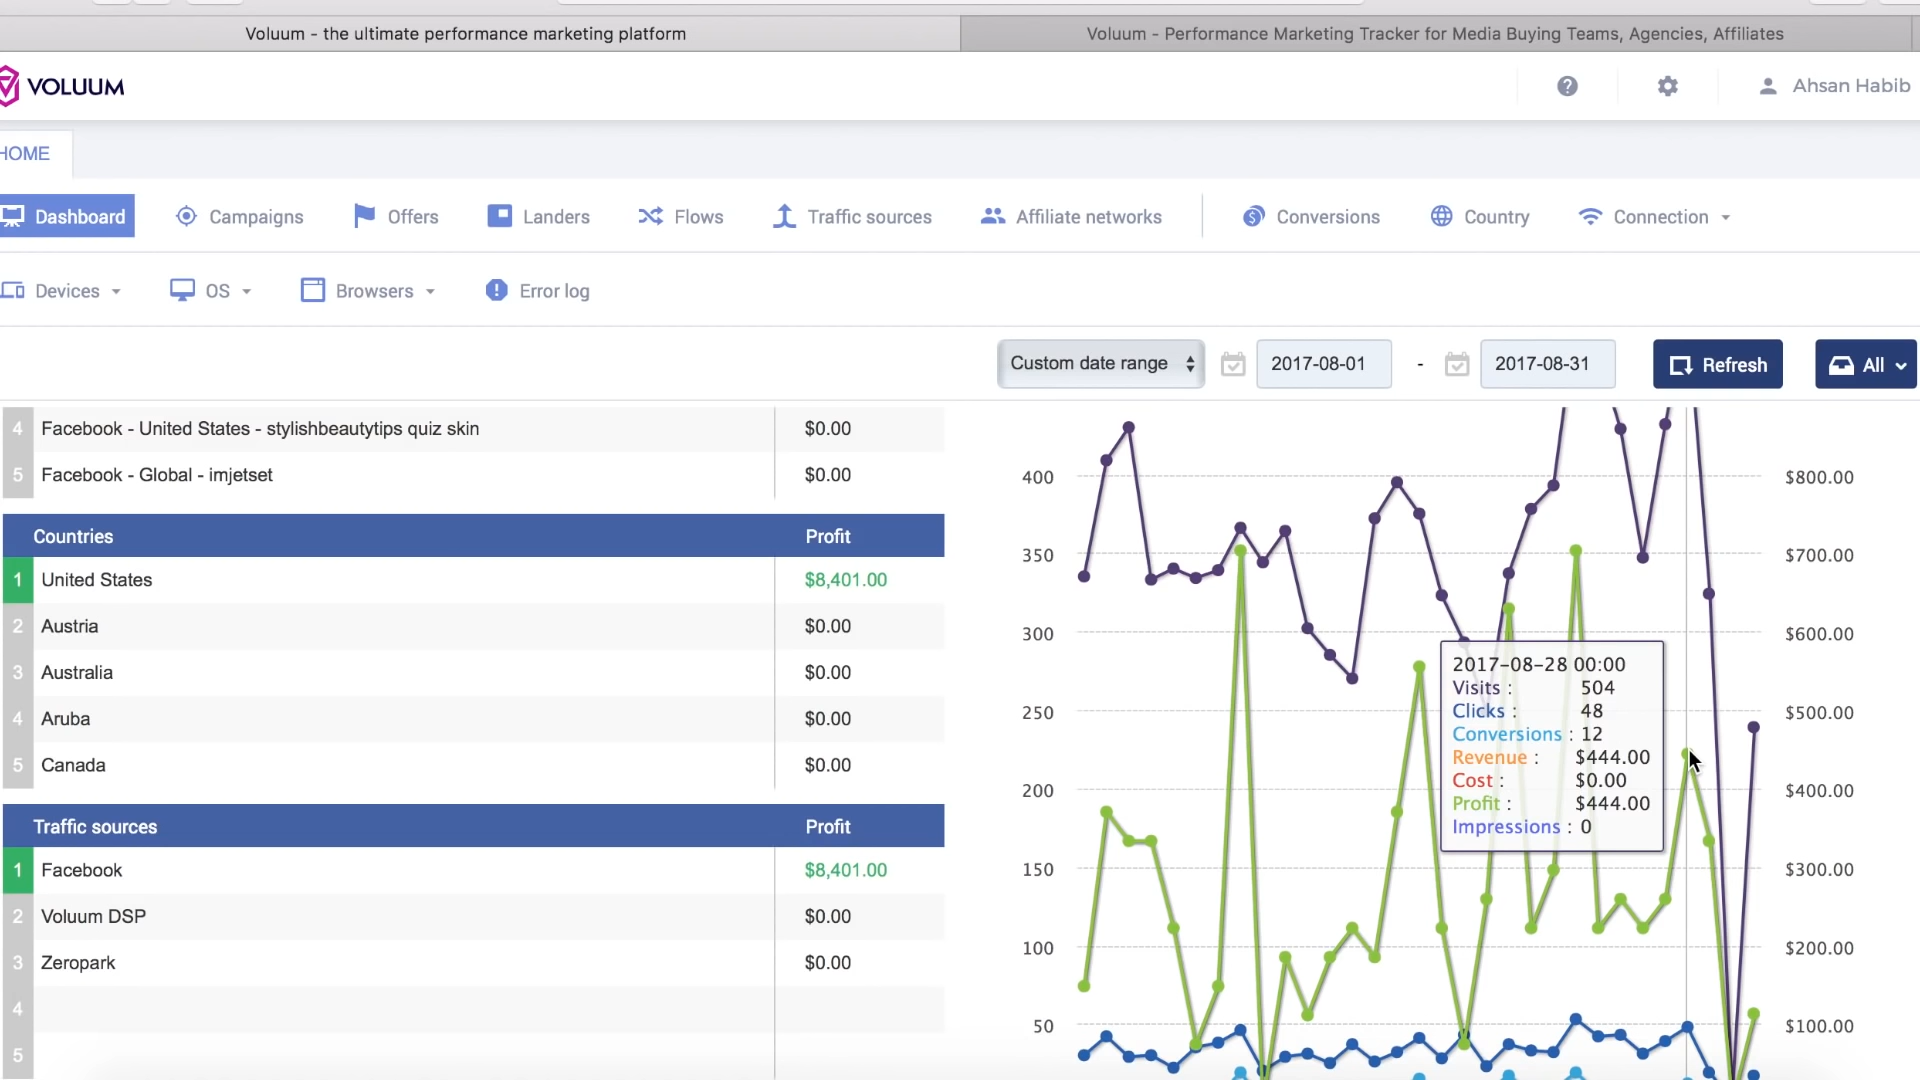 Voluum - the ultimate performance marketing platform
Voluum - Performance Marketing Tracker for Media Buying Teams, Agencies, Affiliates
VOLUUM
Ahsan Habib
HOME
Dashboard
Campaigns
Offers
Landers
Flows
Traffic sources
Affiliate networks
Conversions
Country
Connection
Devices
OS
Browsers
Error log
Custom date range
2017-08-01
-
2017-08-31
Refresh
All
4 Facebook - United States - stylishbeautytips quiz skin $0.00
5 Facebook - Global - imjetset $0.00
Countries Profit
1 United States $8,401.00
2 Austria $0.00
3 Australia $0.00
4 Aruba $0.00
5 Canada $0.00
Traffic sources Profit
1 Facebook $8,401.00
2 Voluum DSP $0.00
3 Zeropark $0.00
4
5
400 $800.00
350 $700.00
300 $600.00
250 $500.00
200 $400.00
150 $300.00
100 $200.00
50 $100.00
2017-08-28 00:00
Visits : 504
Clicks : 48
Conversions : 12
Revenue : $444.00
Cost : $0.00
Profit : $444.00
Impressions : 0